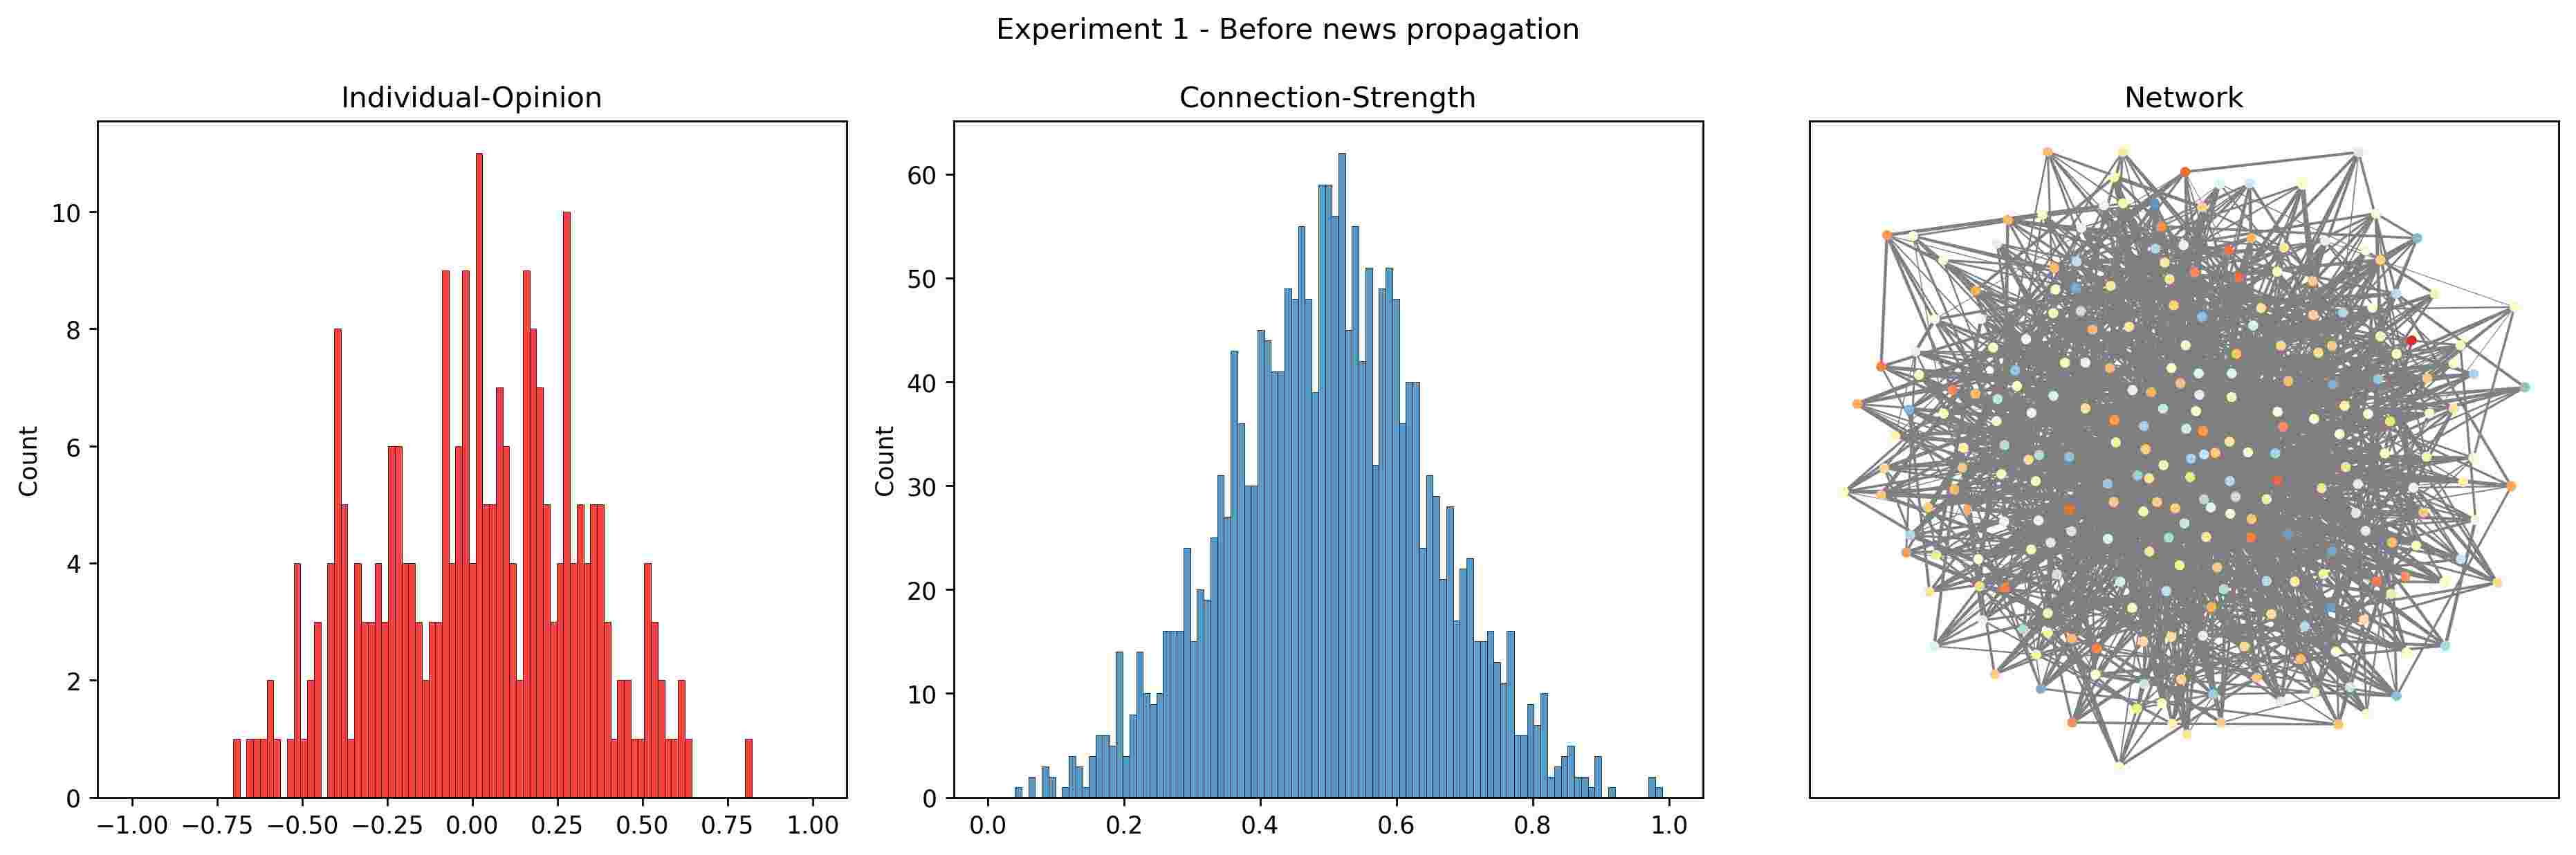 Experiment 1 - Before news propagation
Individual-Opinion
Count
10
8
6
4
2
0
−1.00 −0.75 −0.50 −0.25 0.00 0.25 0.50 0.75 1.00
Connection-Strength
Count
60
50
40
30
20
10
0
0.0 0.2 0.4 0.6 0.8 1.0
Network